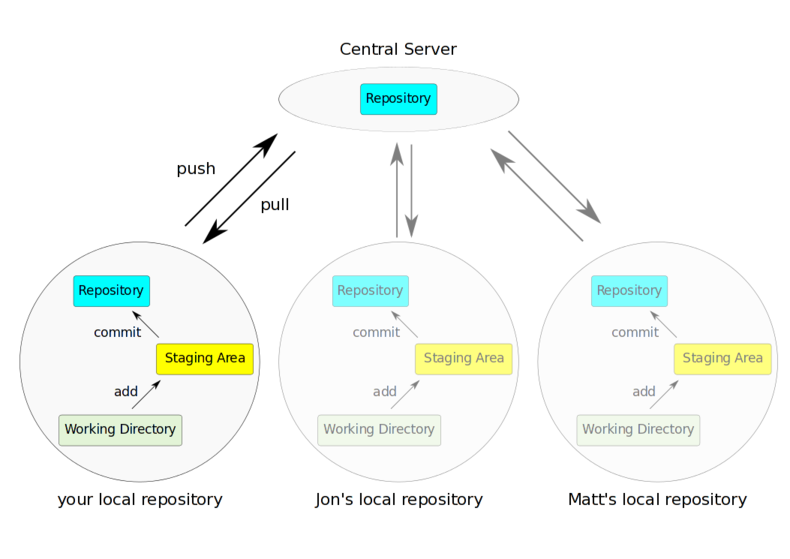 Central Server
Repository
push
pull
Repository
commit
Staging Area
add
Working Directory
your local repository
Repository
commit
Staging Area
add
Working Directory
Jon's local repository
Repository
commit
Staging Area
add
Working Directory
Matt's local repository